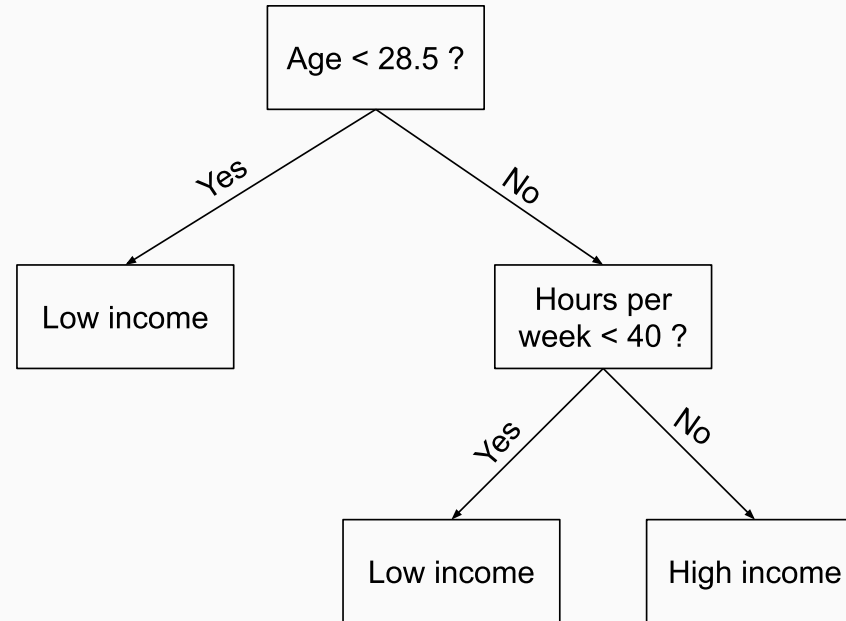 Age < 28.5 ?
Yes
No
Low income
Hours per
week < 40 ?
Yes
No
Low income
High income